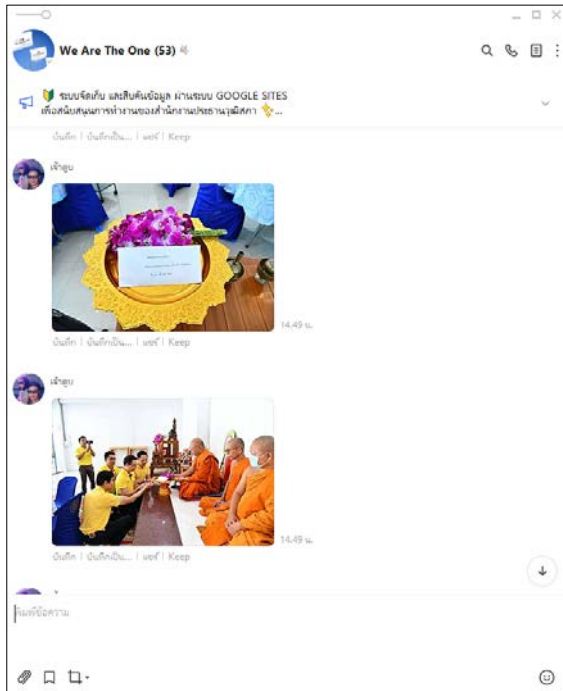 We Are The One (53)
ระบบจัดเก็บ และสืบค้นข้อมูล ผ่านระบบ GOOGLE SITES
เพื่อสนับสนุนการทำงานของสำนักงานประธานวุฒิสภา ...
บันทึก | บันทึกเป็น... | แชร์ | Keep
เจ้าตูบ
14.49 น.
บันทึก | บันทึกเป็น... | แชร์ | Keep
เจ้าตูบ
14.49 น.
บันทึก | บันทึกเป็น... | แชร์ | Keep
พิมพ์ข้อความ